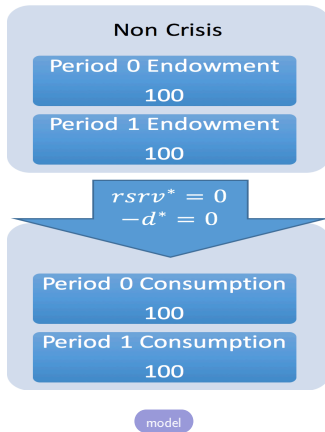 Non Crisis
Period 0 Endowment
100
Period 1 Endowment
100
rsrv* = 0
−d* = 0
Period 0 Consumption
100
Period 1 Consumption
100
model